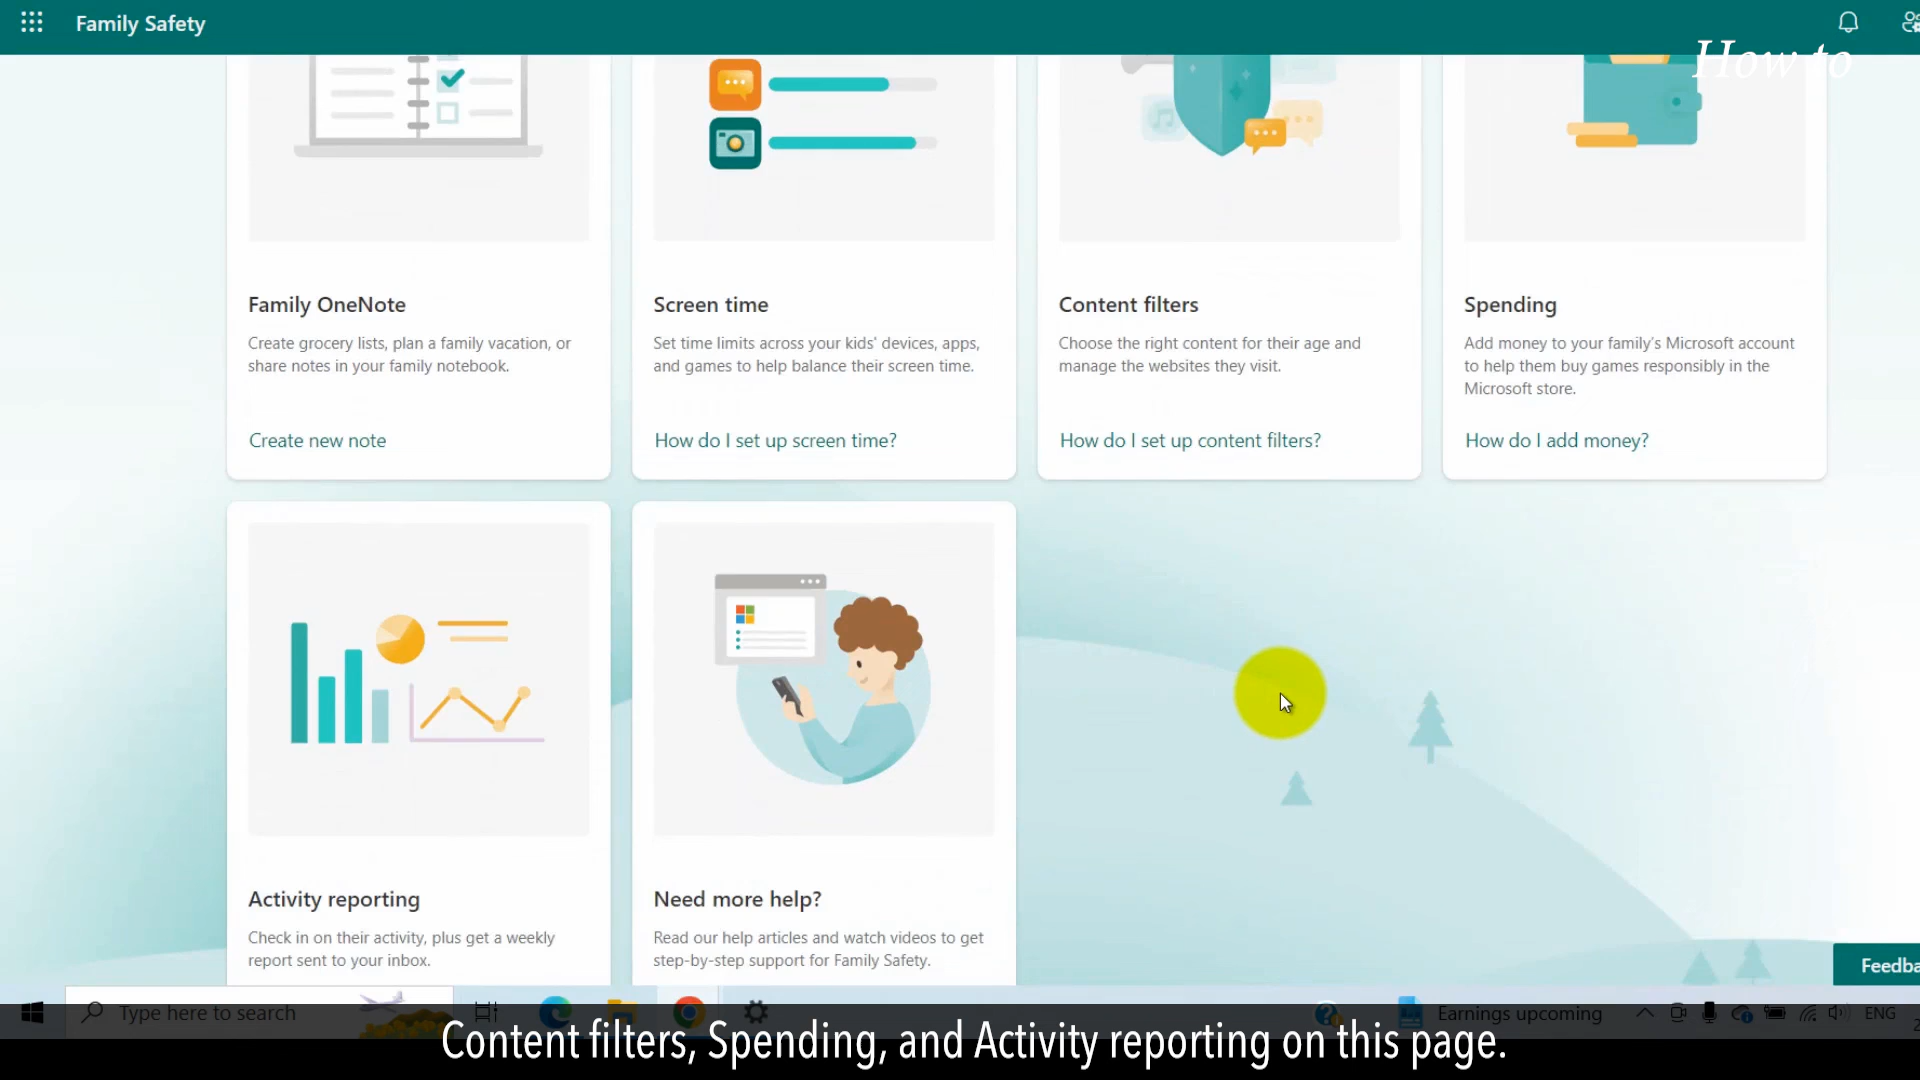 Family Safety
How to
Family OneNote
Create grocery lists, plan a family vacation, or
share notes in your family notebook.
Create new note
Screen time
Set time limits across your kids' devices, apps,
and games to help balance their screen time.
How do I set up screen time?
Content filters
Choose the right content for their age and
manage the websites they visit.
How do I set up content filters?
Spending
Add money to your family's Microsoft account
to help them buy games responsibly in the
Microsoft store.
How do I add money?
Activity reporting
Check in on their activity, plus get a weekly
report sent to your inbox.
Need more help?
Read our help articles and watch videos to get
step-by-step support for Family Safety.
Feedba
Type here to search
Earnings upcoming
ENG
Content filters, Spending, and Activity reporting on this page.